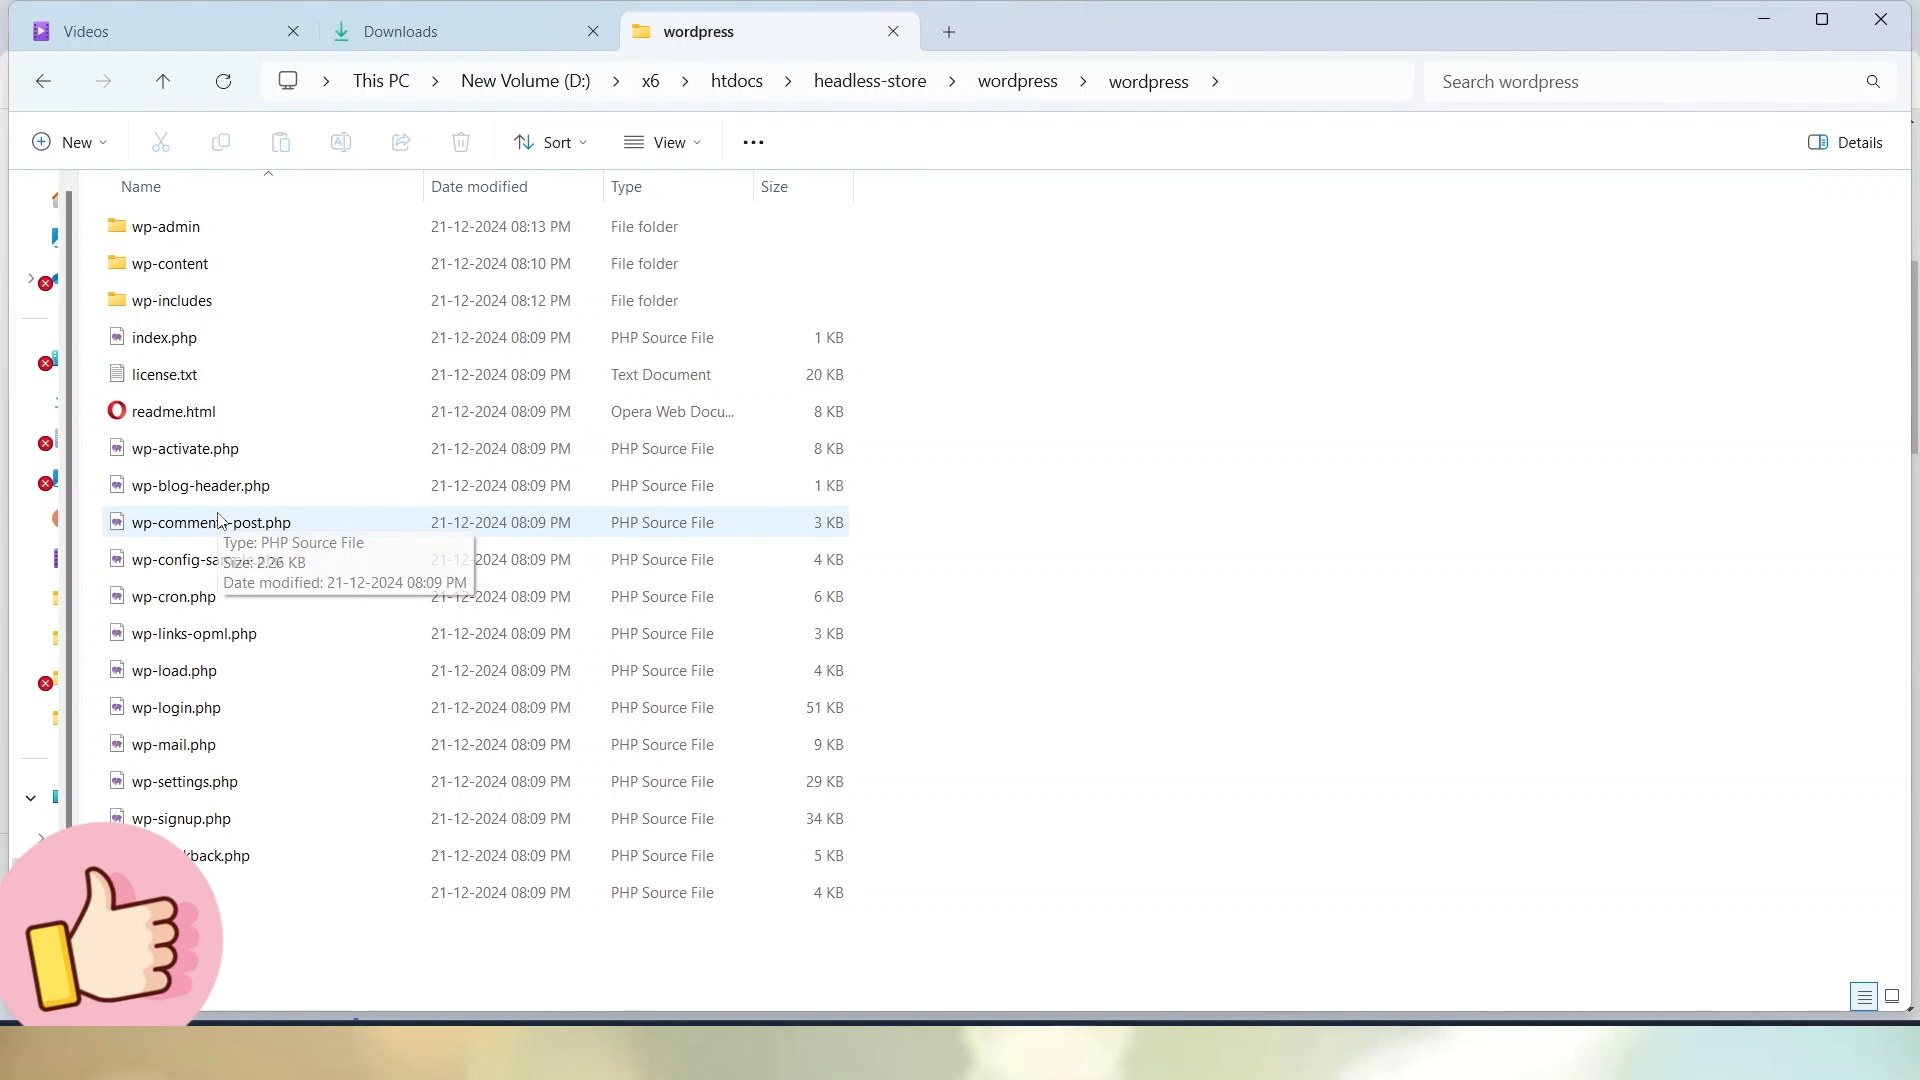 Videos Downloads wordpress
This PC New Volume (D:) x6 htdocs headless-store wordpress wordpress Search wordpress
New Sort View Details
Name Date modified Type Size
wp-admin 21-12-2024 08:13 PM File folder
wp-content 21-12-2024 08:10 PM File folder
wp-includes 21-12-2024 08:12 PM File folder
index.php 21-12-2024 08:09 PM PHP Source File 1 KB
license.txt 21-12-2024 08:09 PM Text Document 20 KB
readme.html 21-12-2024 08:09 PM Opera Web Docu... 8 KB
wp-activate.php 21-12-2024 08:09 PM PHP Source File 8 KB
wp-blog-header.php 21-12-2024 08:09 PM PHP Source File 1 KB
wp-comments-post.php 21-12-2024 08:09 PM PHP Source File 3 KB
Type: PHP Source File
wp-config-sample.php 21-12-2024 08:09 PM PHP Source File 4 KB
Size: 2.26 KB
Date modified: 21-12-2024 08:09 PM
wp-cron.php 21-12-2024 08:09 PM PHP Source File 6 KB
wp-links-opml.php 21-12-2024 08:09 PM PHP Source File 3 KB
wp-load.php 21-12-2024 08:09 PM PHP Source File 4 KB
wp-login.php 21-12-2024 08:09 PM PHP Source File 51 KB
wp-mail.php 21-12-2024 08:09 PM PHP Source File 9 KB
wp-settings.php 21-12-2024 08:09 PM PHP Source File 29 KB
wp-signup.php 21-12-2024 08:09 PM PHP Source File 34 KB
kback.php 21-12-2024 08:09 PM PHP Source File 5 KB
21-12-2024 08:09 PM PHP Source File 4 KB